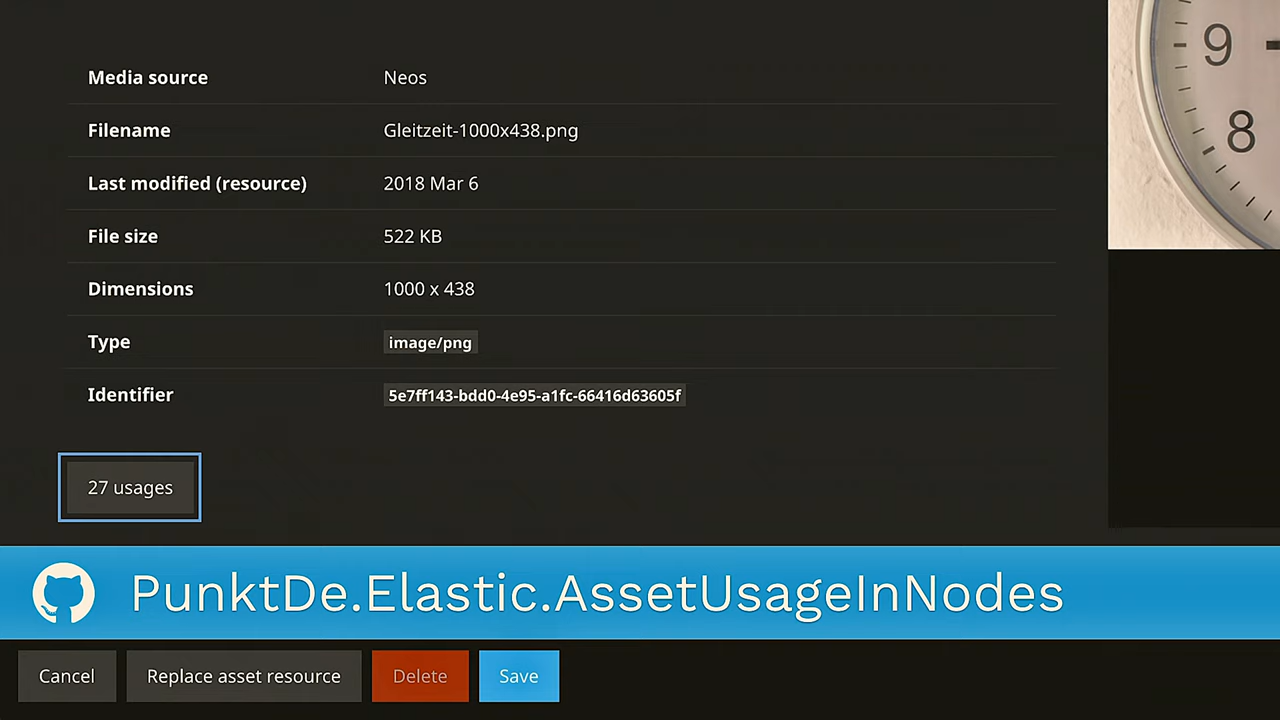 Media source Neos
Filename Gleitzeit-1000x438.png
Last modified (resource) 2018 Mar 6
File size 522 KB
Dimensions 1000 x 438
Type image/png
Identifier 5e7ff143-bdd0-4e95-a1fc-66416d63605f
27 usages
9
8
PunktDe.Elastic.AssetUsageInNodes
Cancel Replace asset resource Delete Save